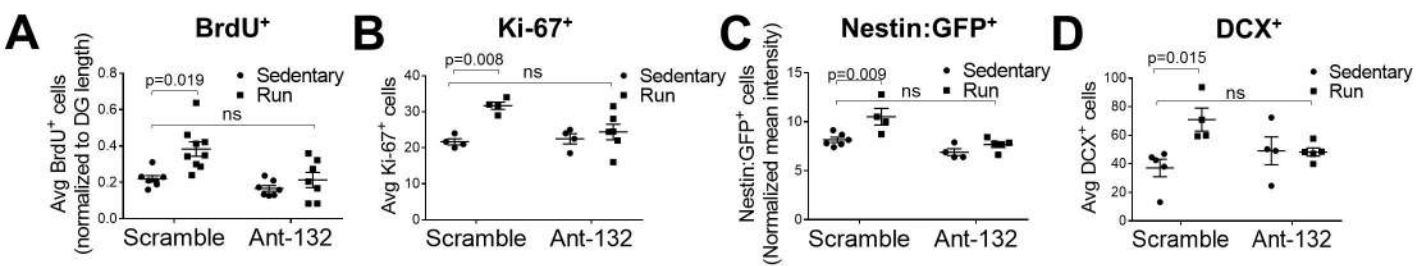 A
BrdU⁺
Avg BrdU⁺ cells
(normalized to DG length)
0.8
0.6
0.4
0.2
0.0
p=0.019
ns
Sedentary
Run
Scramble
Ant-132
B
Ki-67⁺
Avg Ki-67⁺ cells
40
30
20
10
0
p=0.008
ns
Sedentary
Run
Scramble
Ant-132
C
Nestin:GFP⁺
Nestin:GFP⁺ cells
(Normalized mean intensity)
15
10
5
0
p=0.009
ns
Sedentary
Run
Scramble
Ant-132
D
DCX⁺
Avg DCX⁺ cells
100
80
60
40
20
0
p=0.015
ns
Sedentary
Run
Scramble
Ant-132